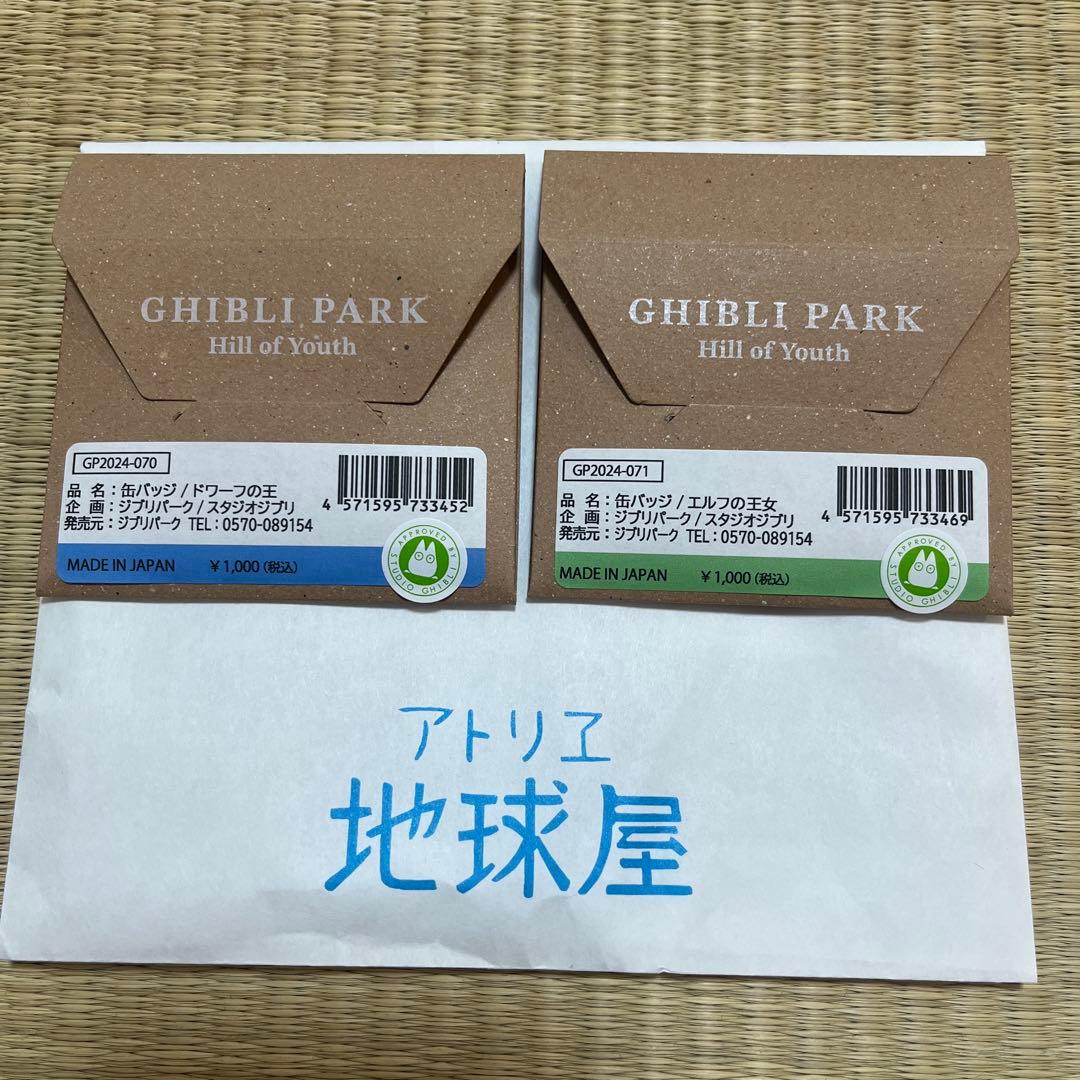 GHIBLI PARK
Hill of Youth
GP2024-070
品 名:缶バッジ/ドワーフの王
企 画:ジブリパーク/スタジオジブリ
発売元:ジブリパーク TEL:0570-089154
4 571595 733452
MADE IN JAPAN ¥1,000(税込)
APPROVED BY STUDIO GHIBLI
GHIBLI PARK
Hill of Youth
GP2024-071
品 名:缶バッジ/エルフの王女
企 画:ジブリパーク/スタジオジブリ
発売元:ジブリパーク TEL:0570-089154
4 571595 733469
MADE IN JAPAN ¥1,000(税込)
APPROVED BY STUDIO GHIBLI
アトリヱ
地球屋